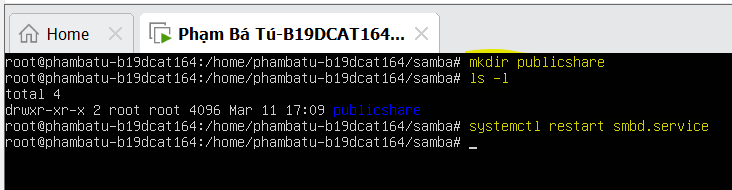 Home
Phạm Bá Tú-B19DCAT164...
root@phambatu-b19dcat164:/home/phambatu-b19dcat164/samba# mkdir publicshare
root@phambatu-b19dcat164:/home/phambatu-b19dcat164/samba# ls -l
total 4
drwxr-xr-x 2 root root 4096 Mar 11 17:09 publicshare
root@phambatu-b19dcat164:/home/phambatu-b19dcat164/samba# systemctl restart smbd.service
root@phambatu-b19dcat164:/home/phambatu-b19dcat164/samba# _